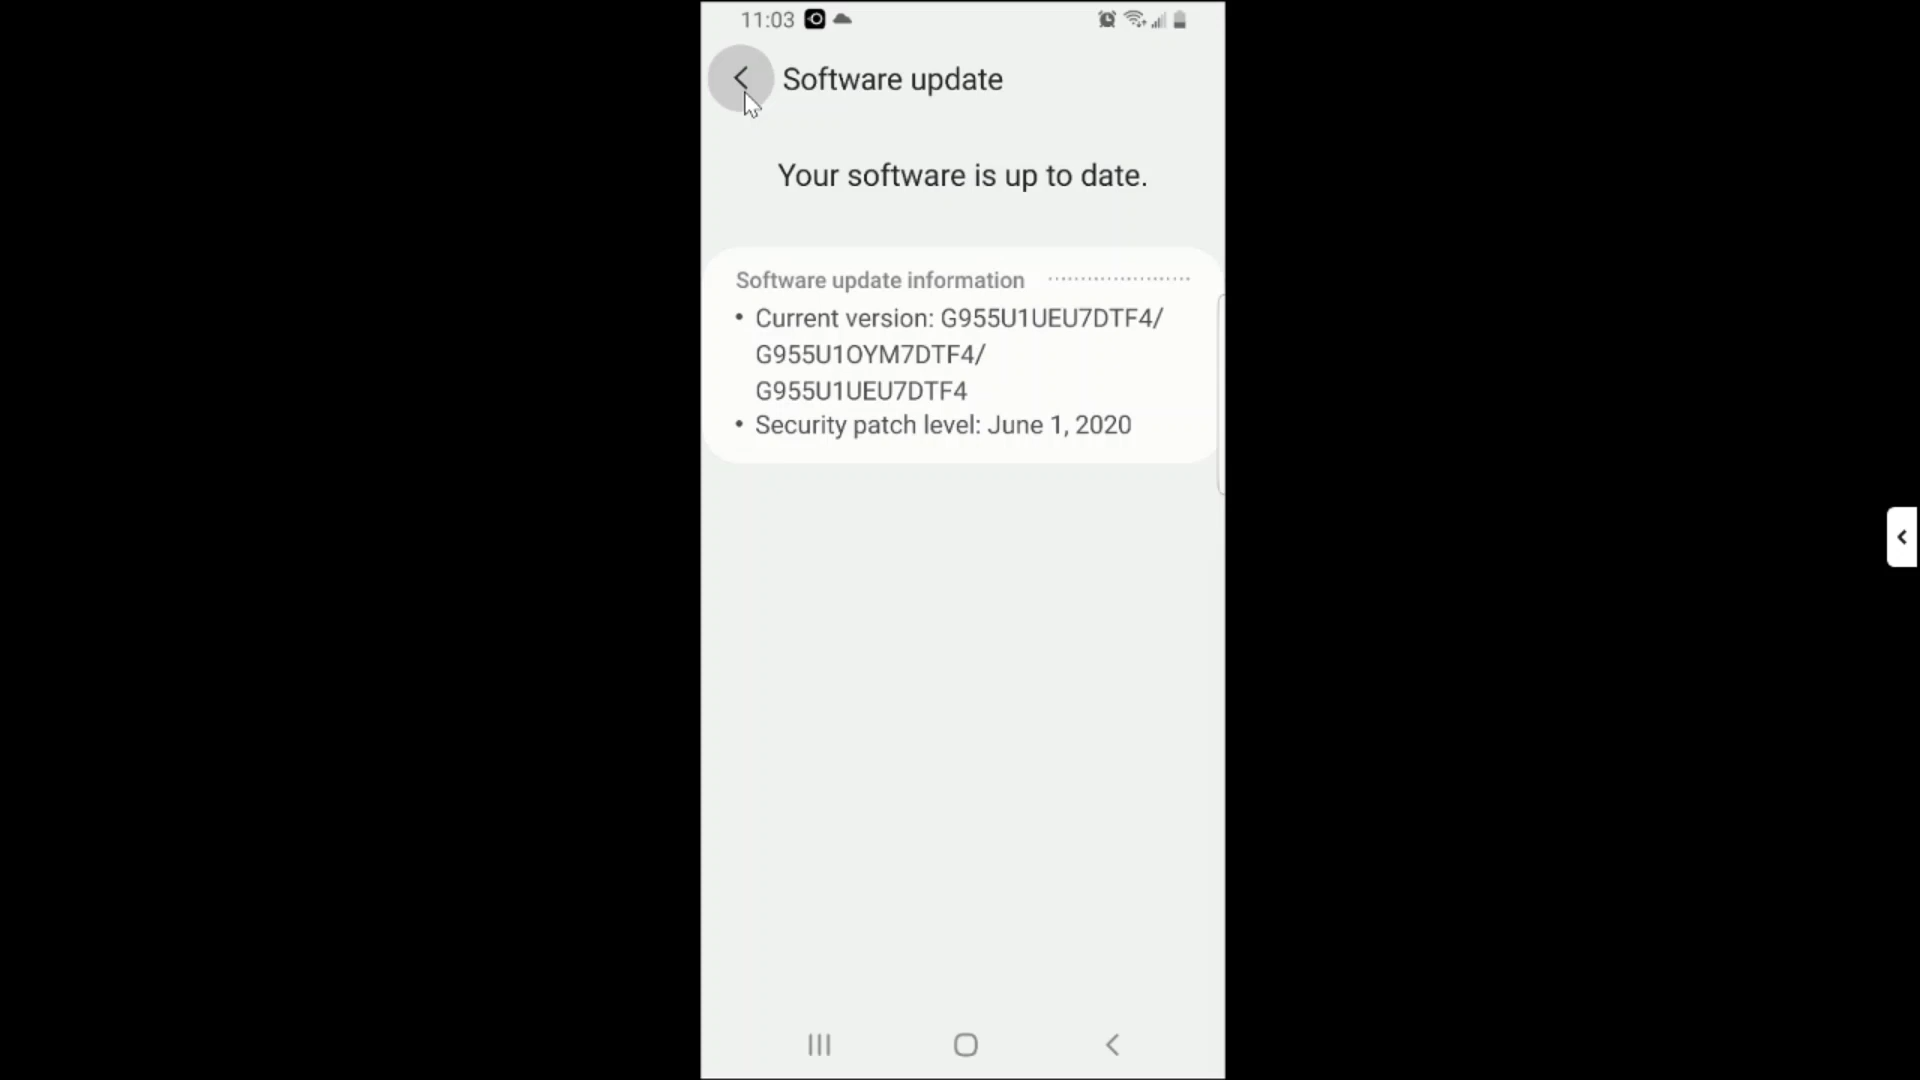 11:03
Software update
Your software is up to date.
Software update information
• Current version: G955U1UEU7DTF4/
G955U1OYM7DTF4/
G955U1UEU7DTF4
• Security patch level: June 1, 2020